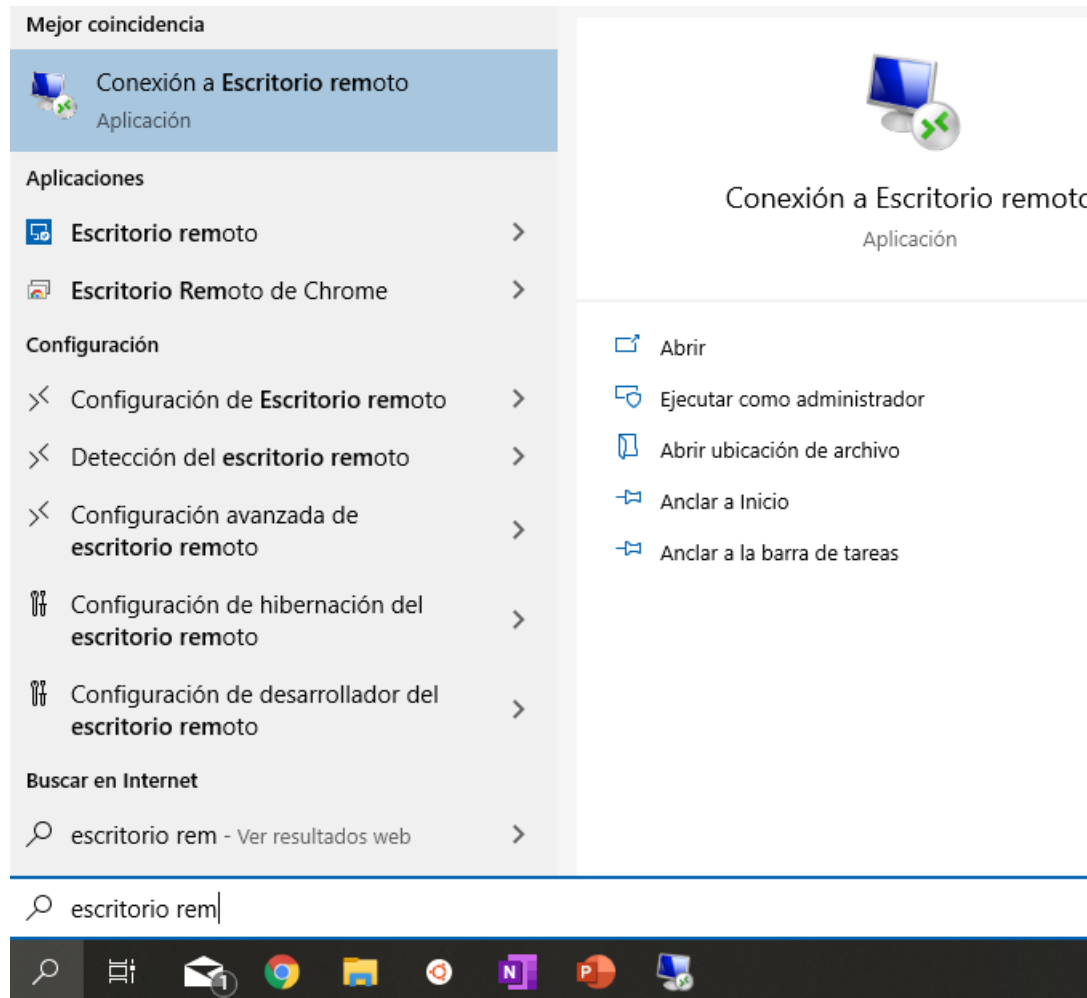 Mejor coincidencia
Conexión a Escritorio remoto
Aplicación
Aplicaciones
Escritorio remoto
Escritorio Remoto de Chrome
Configuración
Configuración de Escritorio remoto
Detección del escritorio remoto
Configuración avanzada de
escritorio remoto
Configuración de hibernación del
escritorio remoto
Configuración de desarrollador del
escritorio remoto
Buscar en Internet
escritorio rem - Ver resultados web
escritorio rem
Conexión a Escritorio remoto
Aplicación
Abrir
Ejecutar como administrador
Abrir ubicación de archivo
Anclar a Inicio
Anclar a la barra de tareas
1
N
P